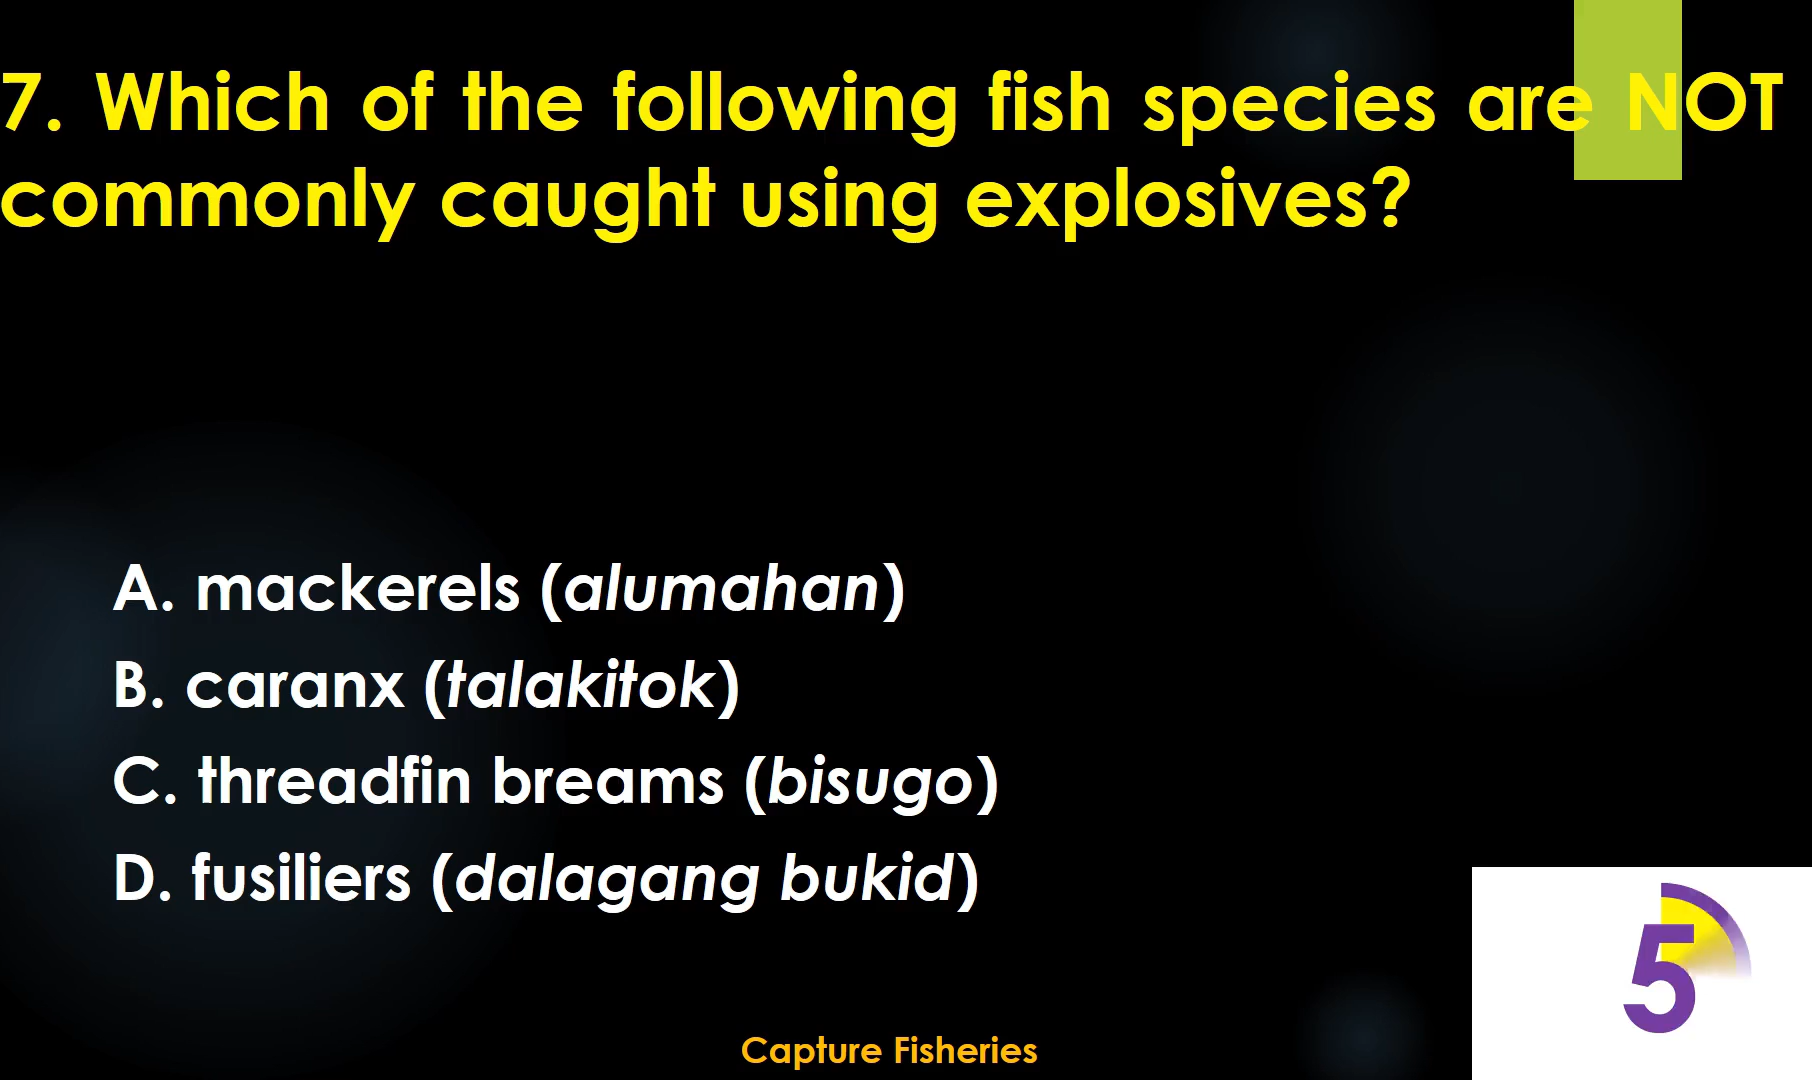 7. Which of the following fish species are NOT
commonly caught using explosives?
A. mackerels (alumahan)
B. caranx (talakitok)
C. threadfin breams (bisugo)
D. fusiliers (dalagang bukid)
5
Capture Fisheries